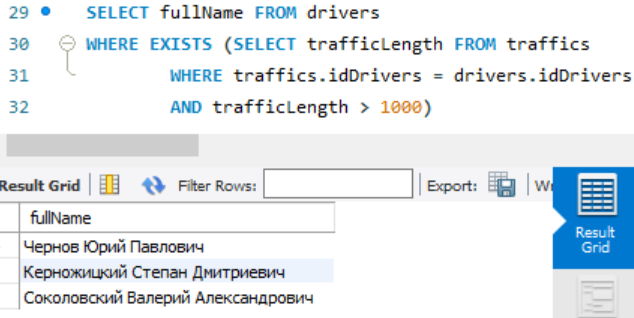 29 SELECT fullName FROM drivers
30 WHERE EXISTS (SELECT trafficLength FROM traffics
31 WHERE traffics.idDrivers = drivers.idDrivers
32 AND trafficLength > 1000)
Result Grid Filter Rows: Export:
Result
Grid
fullName
Чернов Юрий Павлович
Керножицкий Степан Дмитриевич
Соколовский Валерий Александрович